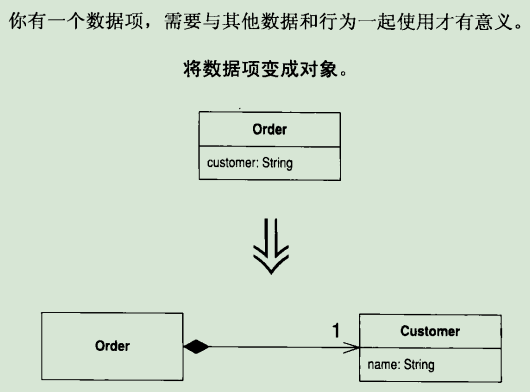 你有一个数据项，需要与其他数据和行为一起使用才有意义。
将数据项变成对象。
Order
customer: String
1
Order
Customer
name: String